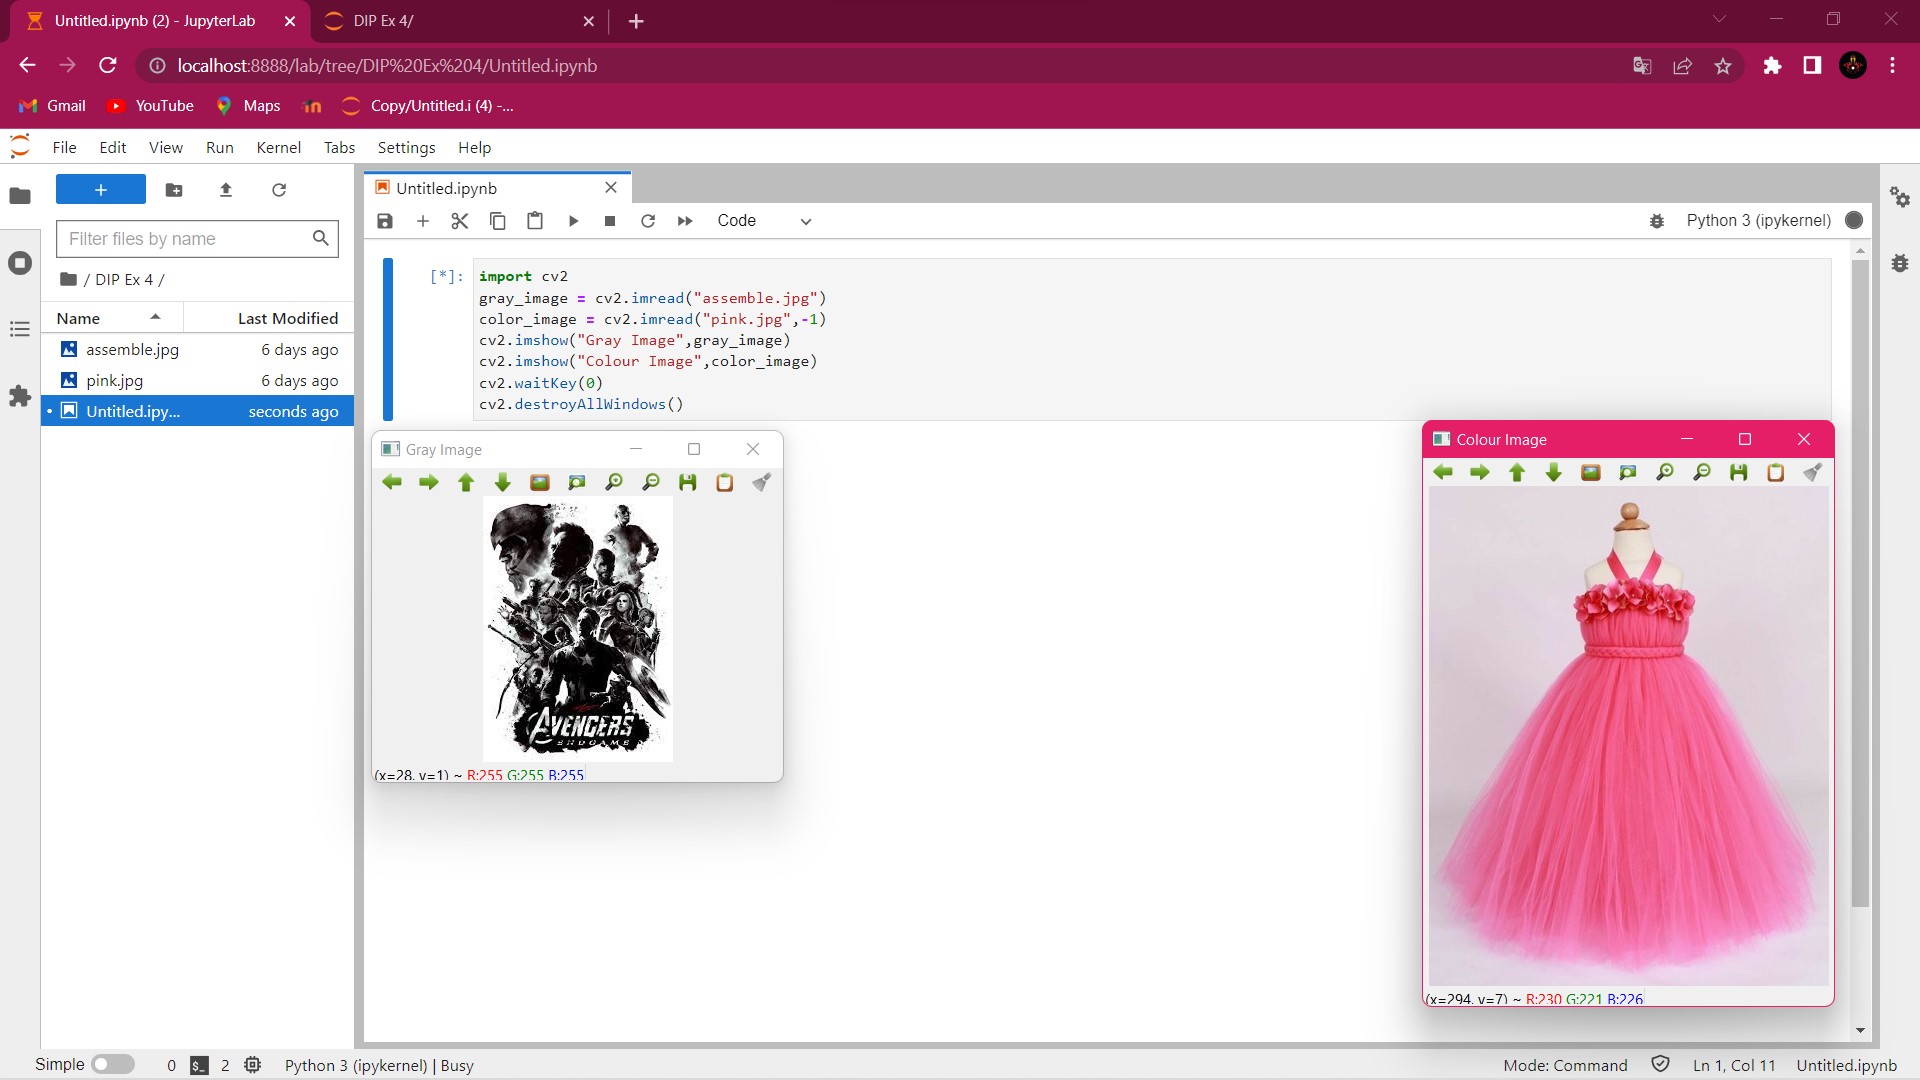 Untitled.ipynb (2) - JupyterLab
DIP Ex 4/
localhost:8888/lab/tree/DIP%20Ex%204/Untitled.ipynb
Gmail YouTube Maps Copy/Untitled.i (4) -...
File Edit View Run Kernel Tabs Settings Help
Untitled.ipynb
Code
Python 3 (ipykernel)
Filter files by name
/ DIP Ex 4 /
Name Last Modified
assemble.jpg 6 days ago
pink.jpg 6 days ago
Untitled.ipy... seconds ago
[*]:
import cv2
gray_image = cv2.imread("assemble.jpg")
color_image = cv2.imread("pink.jpg",-1)
cv2.imshow("Gray Image",gray_image)
cv2.imshow("Colour Image",color_image)
cv2.waitKey(0)
cv2.destroyAllWindows()
Gray Image
AVENGERS
ENDGAME
(x=28, y=1) ~ R:255 G:255 B:255
Colour Image
(x=294, y=7) ~ R:230 G:221 B:226
Simple 0 $_ 2 Python 3 (ipykernel) | Busy
Mode: Command Ln 1, Col 11 Untitled.ipynb